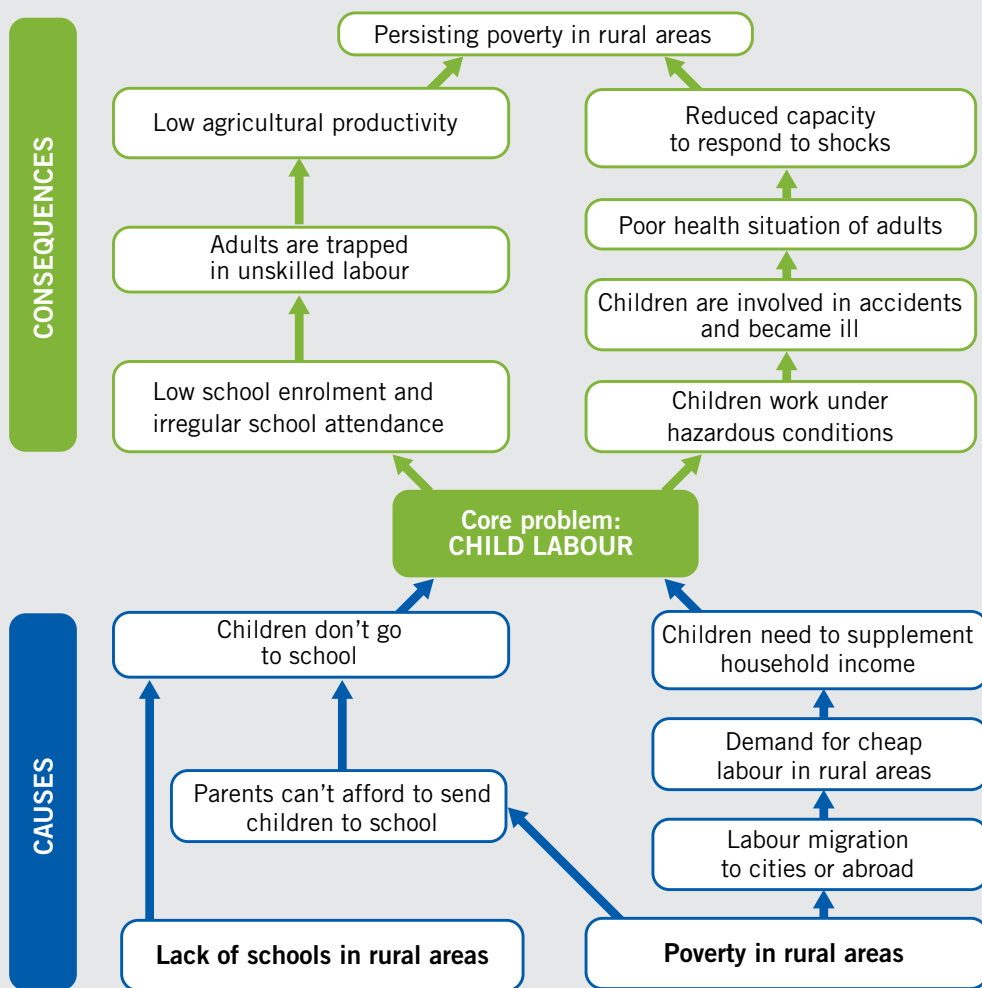 CONSEQUENCES
Persisting poverty in rural areas
Low agricultural productivity
Reduced capacity
to respond to shocks
Adults are trapped
in unskilled labour
Poor health situation of adults
Children are involved in accidents
and became ill
Low school enrolment and
irregular school attendance
Children work under
hazardous conditions
Core problem:
CHILD LABOUR
CAUSES
Children don't go
to school
Children need to supplement
household income
Demand for cheap
labour in rural areas
Parents can't afford to send
children to school
Labour migration
to cities or abroad
Lack of schools in rural areas
Poverty in rural areas